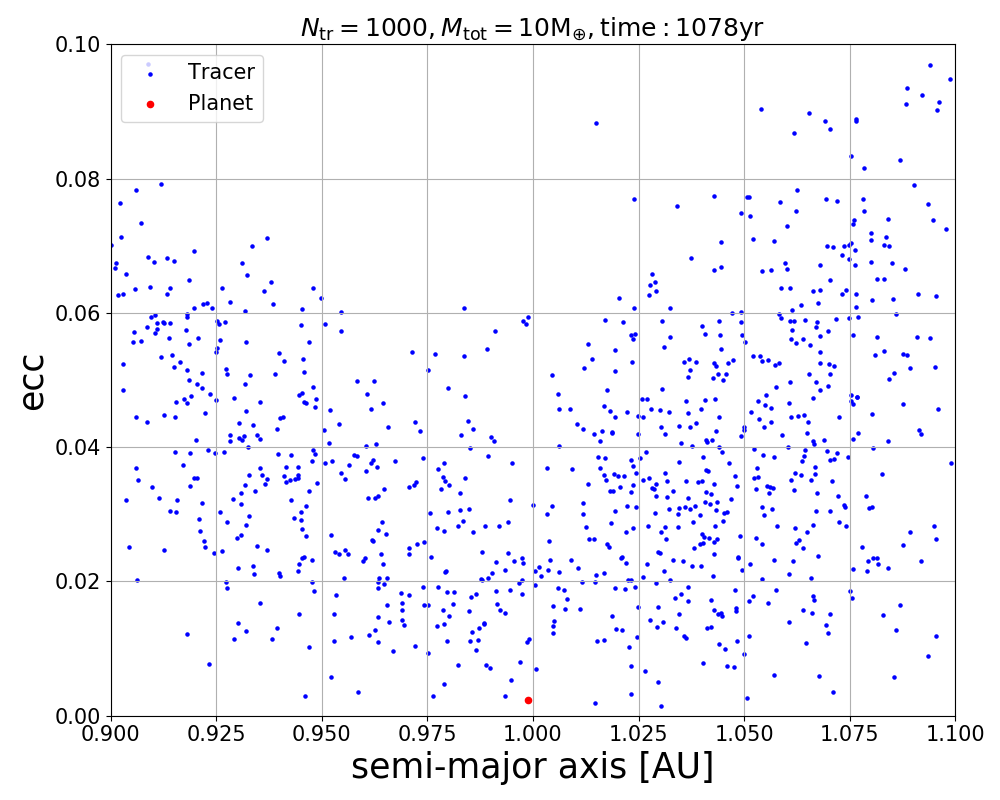 N_tr = 1000, M_tot = 10M_⊕, time : 1078yr
0.10
Tracer
Planet
0.08
0.06
ecc
0.04
0.02
0.00
0.900 0.925 0.950 0.975 1.000 1.025 1.050 1.075 1.100
semi-major axis [AU]